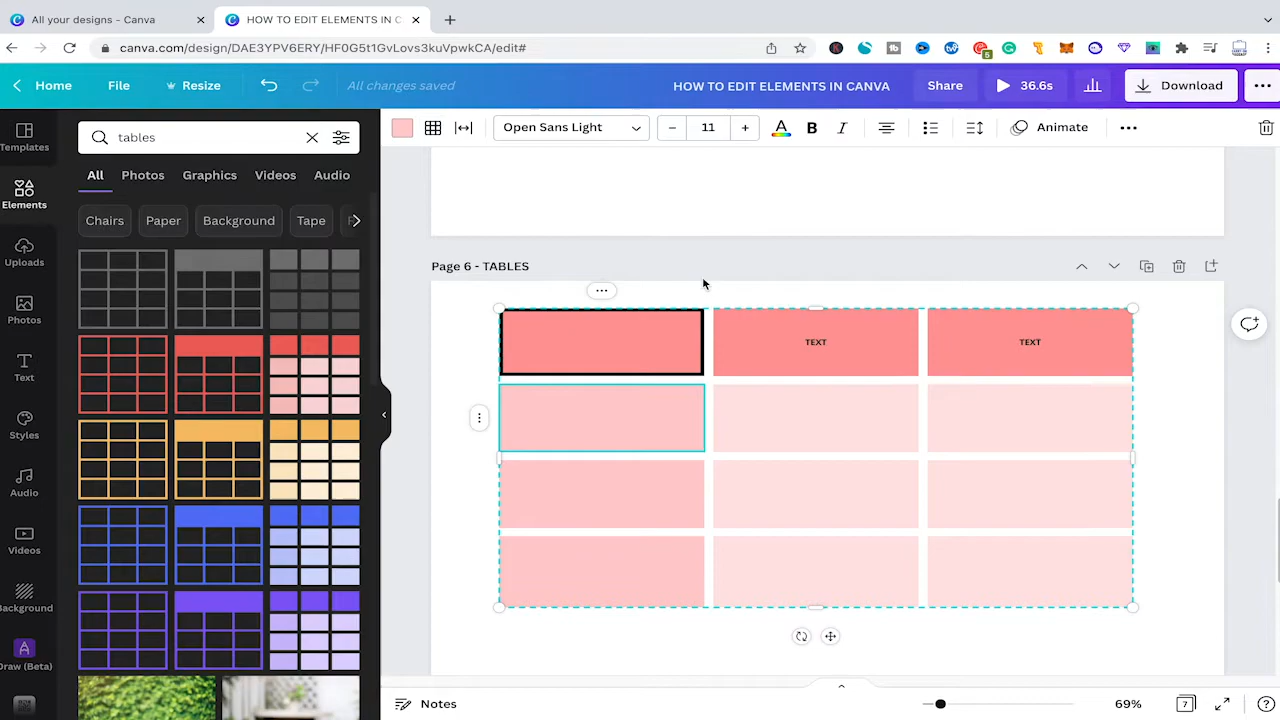 All your designs - Canva
HOW TO EDIT ELEMENTS IN C
canva.com/design/DAE3YPV6ERY/HF0G5t1GvLovs3kuVpwkCA/edit#
5
Home
File
Resize
All changes saved
HOW TO EDIT ELEMENTS IN CANVA
Share
36.6s
Download
Templates
Elements
Uploads
Photos
Text
Styles
Audio
Videos
Background
Draw (Beta)
tables
All
Photos
Graphics
Videos
Audio
Chairs
Paper
Background
Tape
Open Sans Light
11
A
B
I
Animate
Page 6 - TABLES
TEXT
TEXT
Notes
69%
7